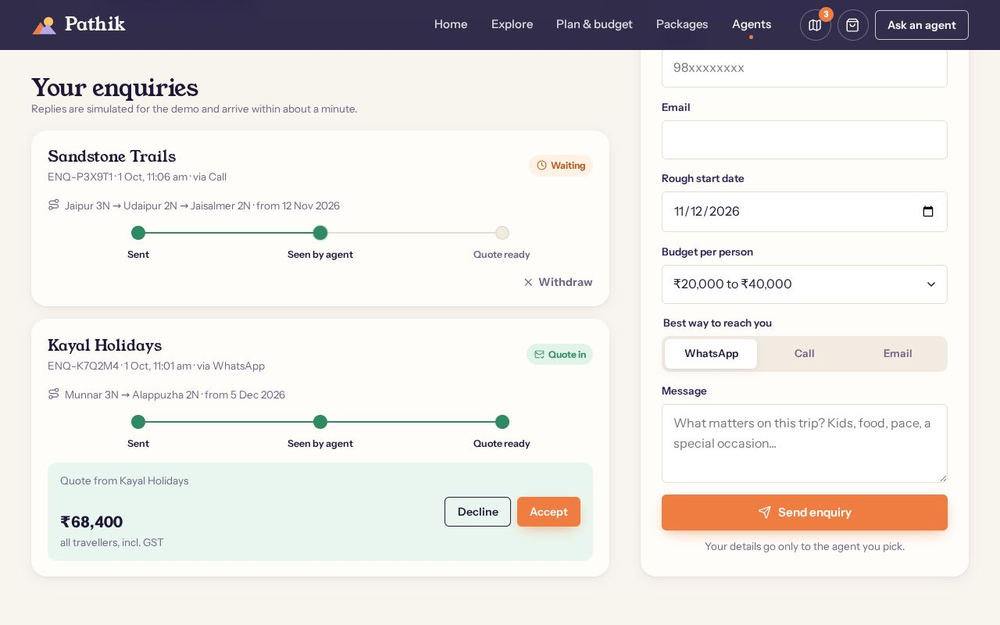 Pathik
Home
Explore
Plan & budget
Packages
Agents
3
Ask an agent
Your enquiries
Replies are simulated for the demo and arrive within about a minute.
Sandstone Trails
ENQ-P3X9T1 · 1 Oct, 11:06 am · via Call
Waiting
Jaipur 3N → Udaipur 2N → Jaisalmer 2N · from 12 Nov 2026
Sent
Seen by agent
Quote ready
Withdraw
Kayal Holidays
ENQ-K7Q2M4 · 1 Oct, 11:01 am · via WhatsApp
Quote in
Munnar 3N → Alappuzha 2N · from 5 Dec 2026
Sent
Seen by agent
Quote ready
Quote from Kayal Holidays
₹68,400
all travellers, incl. GST
Decline
Accept
98xxxxxxxx
Email
Rough start date
11/12/2026
Budget per person
₹20,000 to ₹40,000
Best way to reach you
WhatsApp
Call
Email
Message
What matters on this trip? Kids, food, pace, a
special occasion...
Send enquiry
Your details go only to the agent you pick.